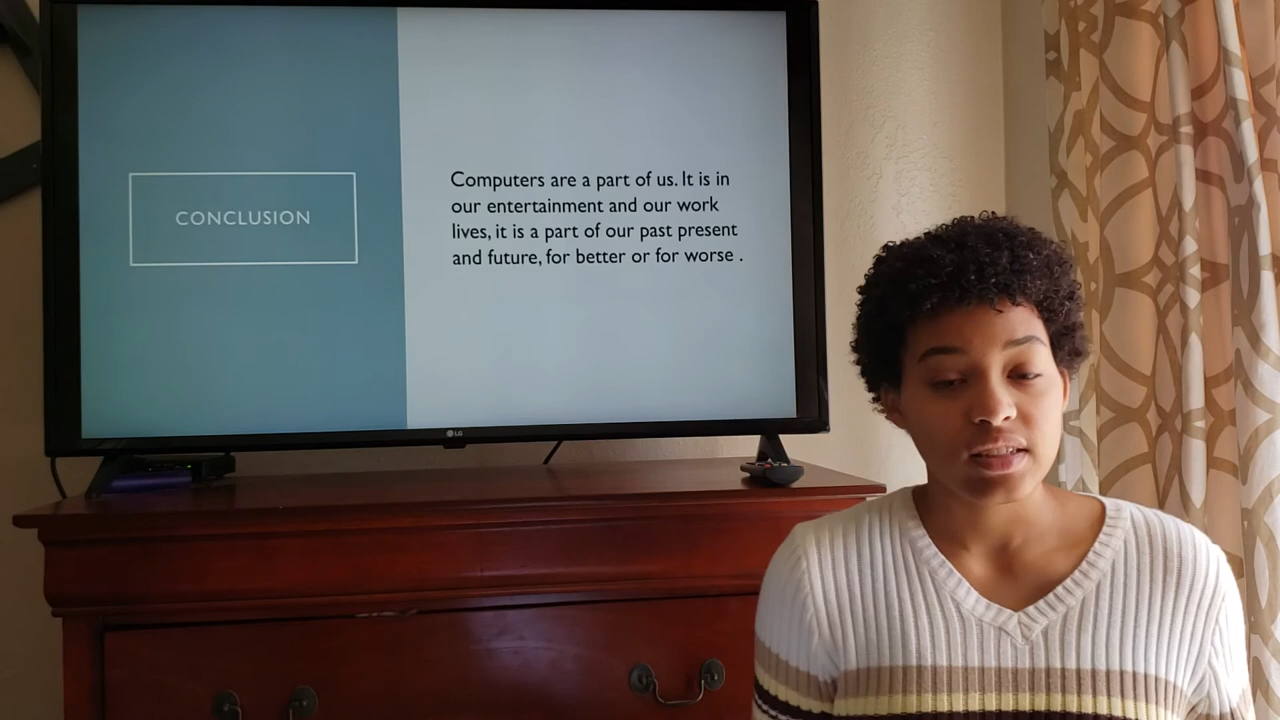 CONCLUSION
Computers are a part of us. It is in
our entertainment and our work
lives, it is a part of our past present
and future, for better or for worse .
LG